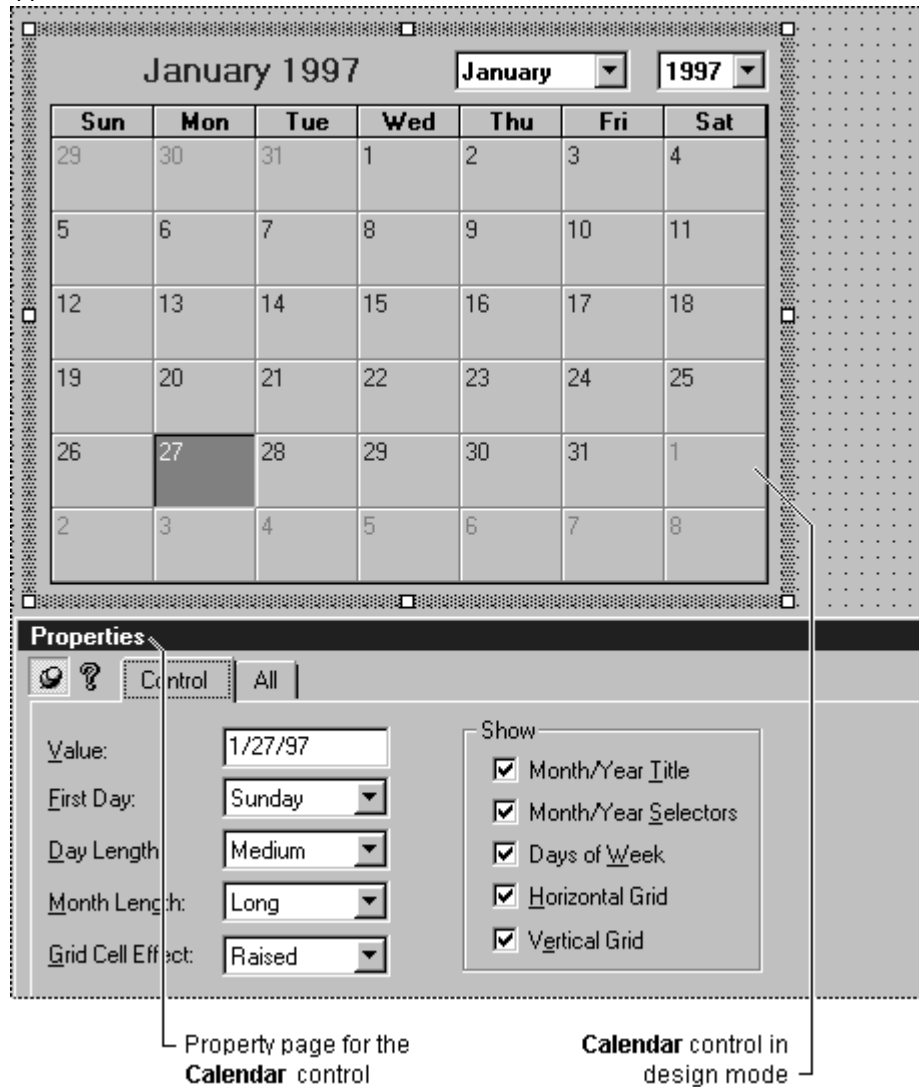 January 1997 January 1997
Sun Mon Tue Wed Thu Fri Sat
29 30 31 1 2 3 4
5 6 7 8 9 10 11
12 13 14 15 16 17 18
19 20 21 22 23 24 25
26 27 28 29 30 31 1
2 3 4 5 6 7 8
Properties
? Control All
Value: 1/27/97
First Day: Sunday
Day Length Medium
Month Length: Long
Grid Cell Effect: Raised
Show
Month/Year Title
Month/Year Selectors
Days of Week
Horizontal Grid
Vertical Grid
Property page for the
Calendar control
Calendar control in
design mode